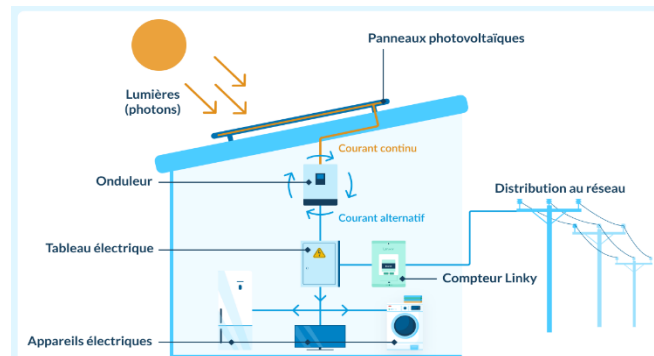 Panneaux photovoltaïques
Lumières
(photons)
Courant continu
Onduleur
Distribution au réseau
Courant alternatif
Tableau électrique
Compteur Linky
Appareils électriques